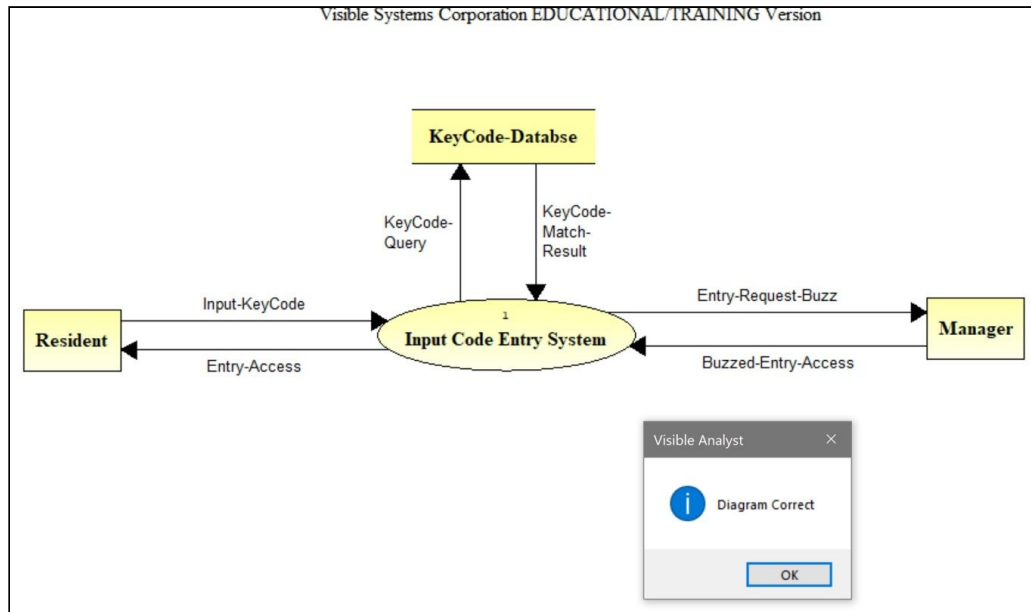 Visible Systems Corporation EDUCATIONAL/TRAINING Version
KeyCode-Databse
KeyCode-
Query
KeyCode-
Match-
Result
Input-KeyCode
Entry-Request-Buzz
1
Resident
Input Code Entry System
Manager
Entry-Access
Buzzed-Entry-Access
Visible Analyst
Diagram Correct
OK